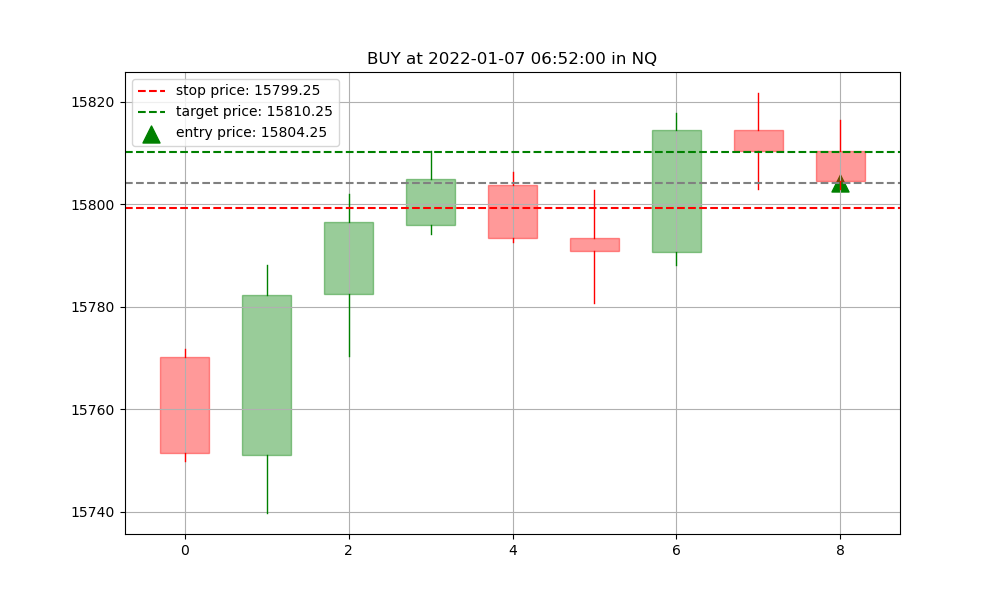 BUY at 2022-01-07 06:52:00 in NQ
stop price: 15799.25
target price: 15810.25
entry price: 15804.25
15820
15800
15780
15760
15740
0 2 4 6 8